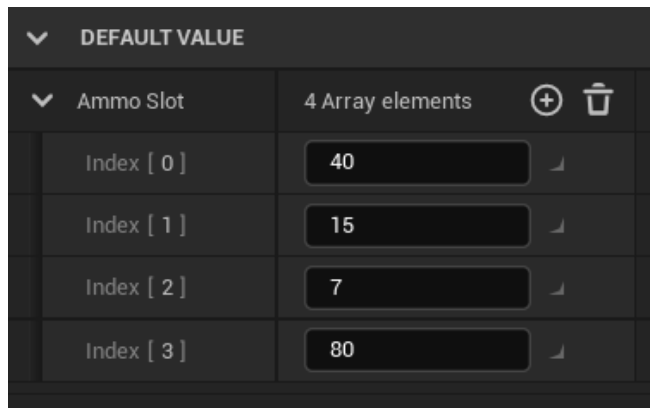 DEFAULT VALUE
Ammo Slot 4 Array elements
Index [ 0 ] 40
Index [ 1 ] 15
Index [ 2 ] 7
Index [ 3 ] 80